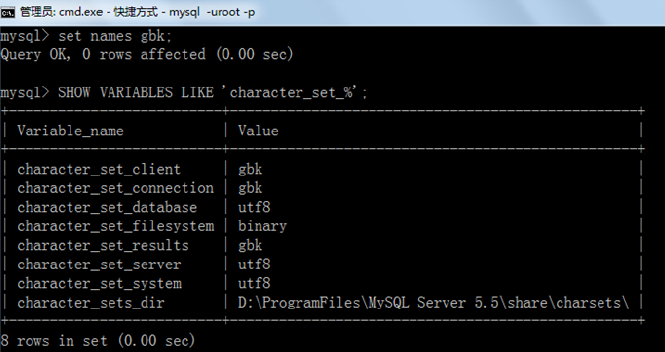 管理员: cmd.exe - 快捷方式 - mysql  -uroot -p
mysql> set names gbk;
Query OK, 0 rows affected (0.00 sec)
mysql> SHOW VARIABLES LIKE 'character_set_%';
+--------------------------+-------------------------------------------------+
| Variable_name            | Value                                           |
+--------------------------+-------------------------------------------------+
| character_set_client     | gbk                                             |
| character_set_connection | gbk                                             |
| character_set_database   | utf8                                            |
| character_set_filesystem | binary                                          |
| character_set_results    | gbk                                             |
| character_set_server     | utf8                                            |
| character_set_system     | utf8                                            |
| character_sets_dir       | D:\ProgramFiles\MySQL Server 5.5\share\charsets\ |
+--------------------------+-------------------------------------------------+
8 rows in set (0.00 sec)